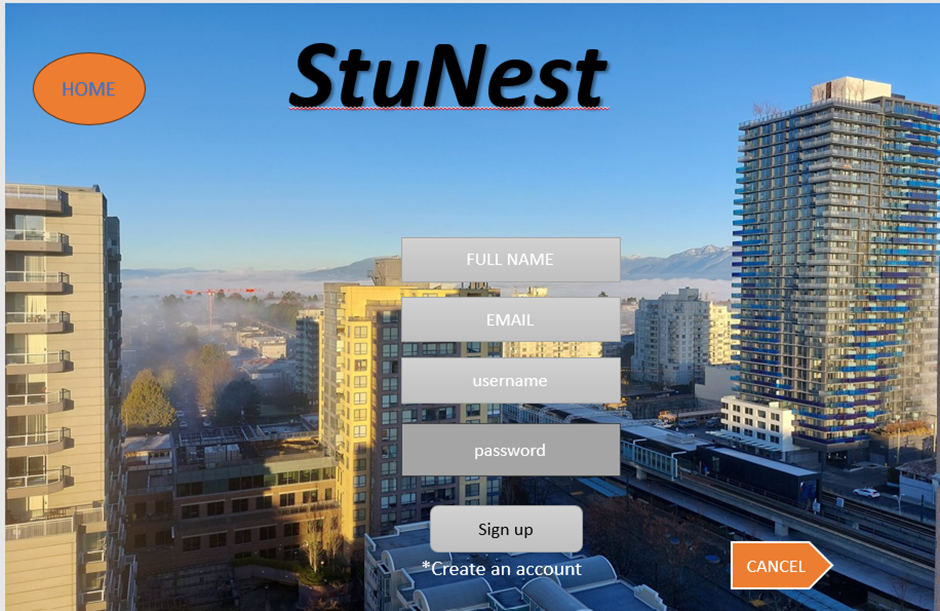 StuNest
HOME
FULL NAME
EMAIL
username
password
Sign up
*Create an account
CANCEL